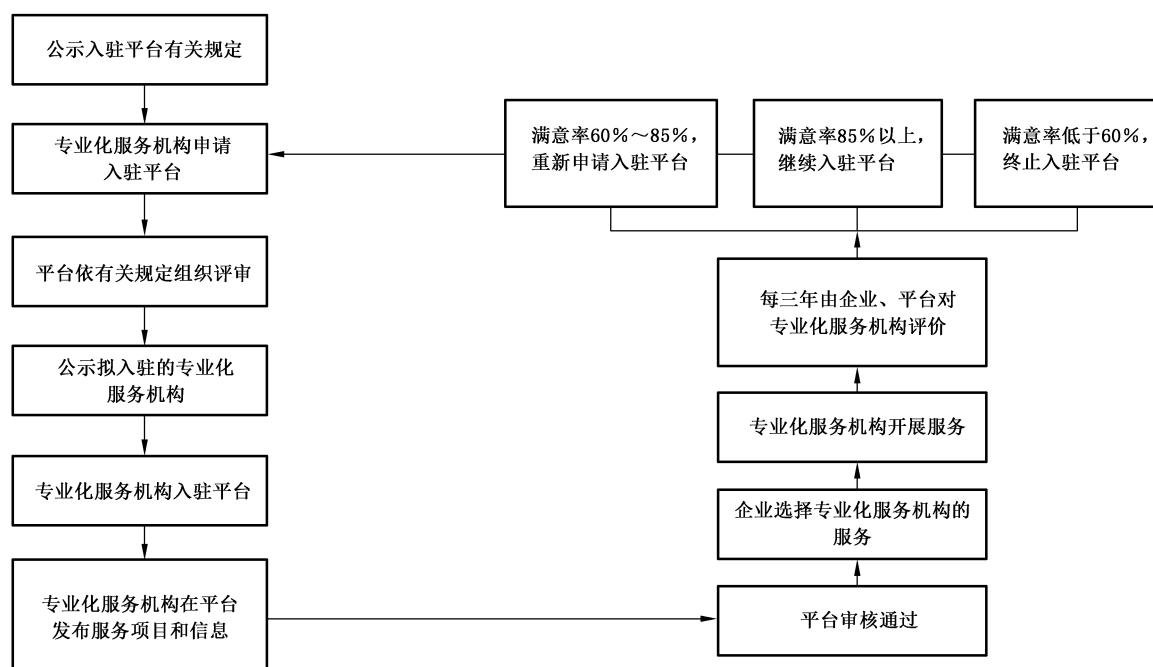 公示入驻平台有关规定
专业化服务机构申请
入驻平台
平台依有关规定组织评审
公示拟入驻的专业化
服务机构
专业化服务机构入驻平台
专业化服务机构在平台
发布服务项目和信息
平台审核通过
企业选择专业化服务机构的
服务
专业化服务机构开展服务
每三年由企业、平台对
专业化服务机构评价
满意率60%～85%，
重新申请入驻平台
满意率85%以上，
继续入驻平台
满意率低于60%，
终止入驻平台